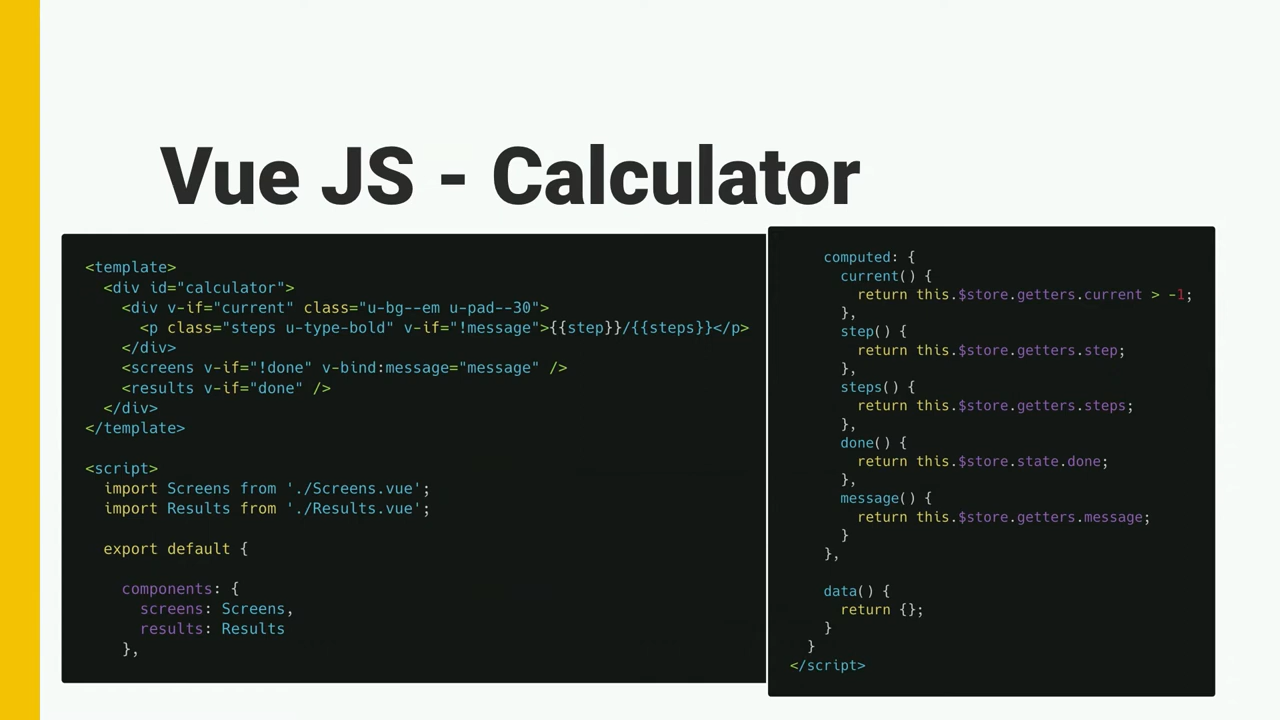 Vue JS - Calculator
<template>
  <div id="calculator">
    <div v-if="current" class="u-bg--em u-pad--30">
      <p class="steps u-type-bold" v-if="!message">{{step}}/{{steps}}</p>
    </div>
    <screens v-if="!done" v-bind:message="message" />
    <results v-if="done" />
  </div>
</template>
<script>
  import Screens from './Screens.vue';
  import Results from './Results.vue';
  export default {
    components: {
      screens: Screens,
      results: Results
    },
    computed: {
      current() {
        return this.$store.getters.current > -1;
      },
      step() {
        return this.$store.getters.step;
      },
      steps() {
        return this.$store.getters.steps;
      },
      done() {
        return this.$store.state.done;
      },
      message() {
        return this.$store.getters.message;
      }
    },
    data() {
      return {};
    }
  }
</script>